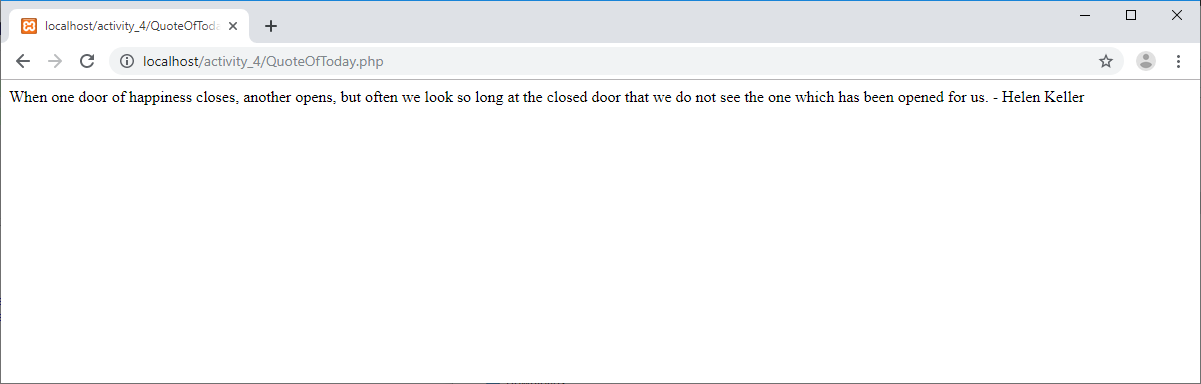 localhost/activity_4/QuoteOfToda
localhost/activity_4/QuoteOfToday.php
When one door of happiness closes, another opens, but often we look so long at the closed door that we do not see the one which has been opened for us. - Helen Keller